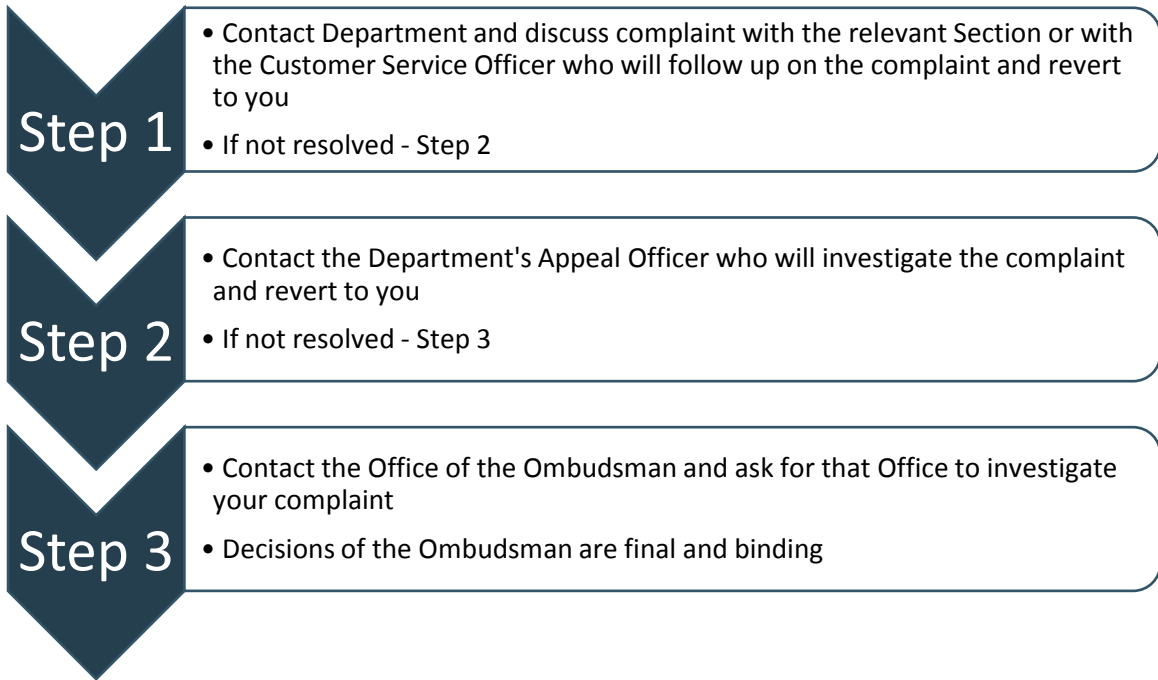 Step 1
• Contact Department and discuss complaint with the relevant Section or with
the Customer Service Officer who will follow up on the complaint and revert
to you
• If not resolved - Step 2
Step 2
• Contact the Department's Appeal Officer who will investigate the complaint
and revert to you
• If not resolved - Step 3
Step 3
• Contact the Office of the Ombudsman and ask for that Office to investigate
your complaint
• Decisions of the Ombudsman are final and binding